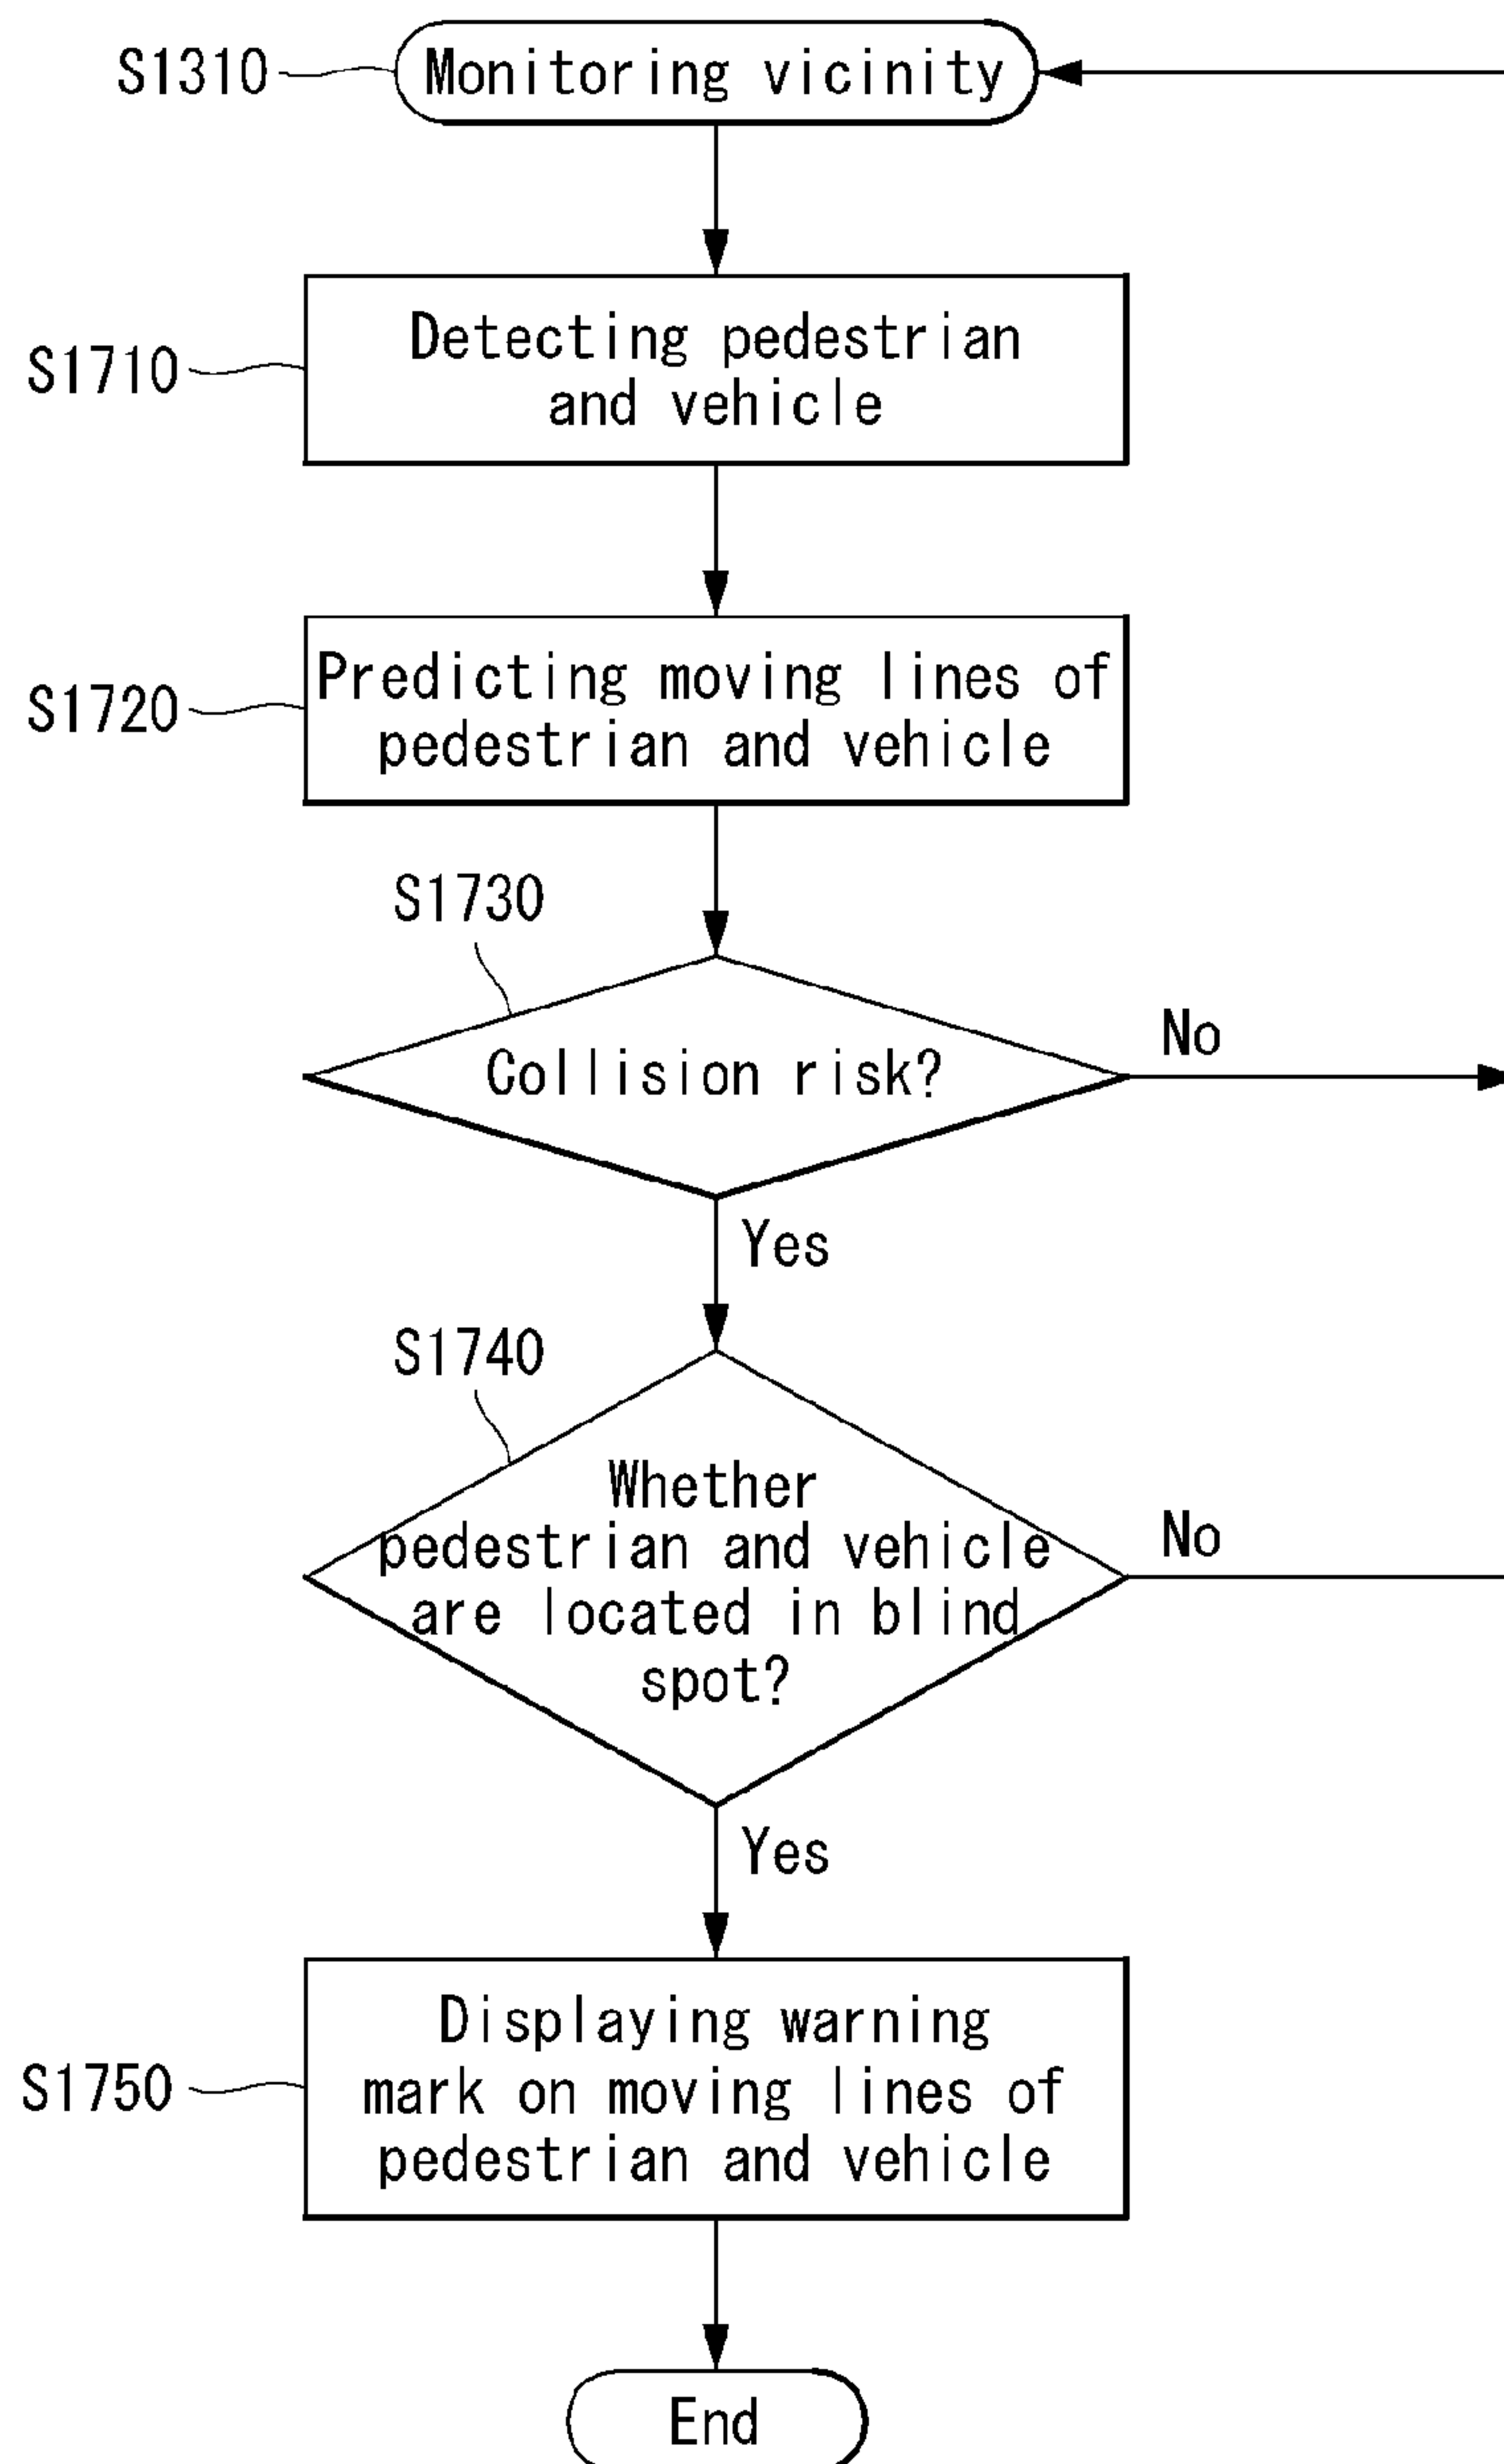 S1310
Monitoring vicinity
S1710
Detecting pedestrian
and vehicle
S1720
Predicting moving lines of
pedestrian and vehicle
S1730
Collision risk?
No
Yes
S1740
Whether
pedestrian and vehicle
are located in blind
spot?
No
Yes
S1750
Displaying warning
mark on moving lines of
pedestrian and vehicle
End